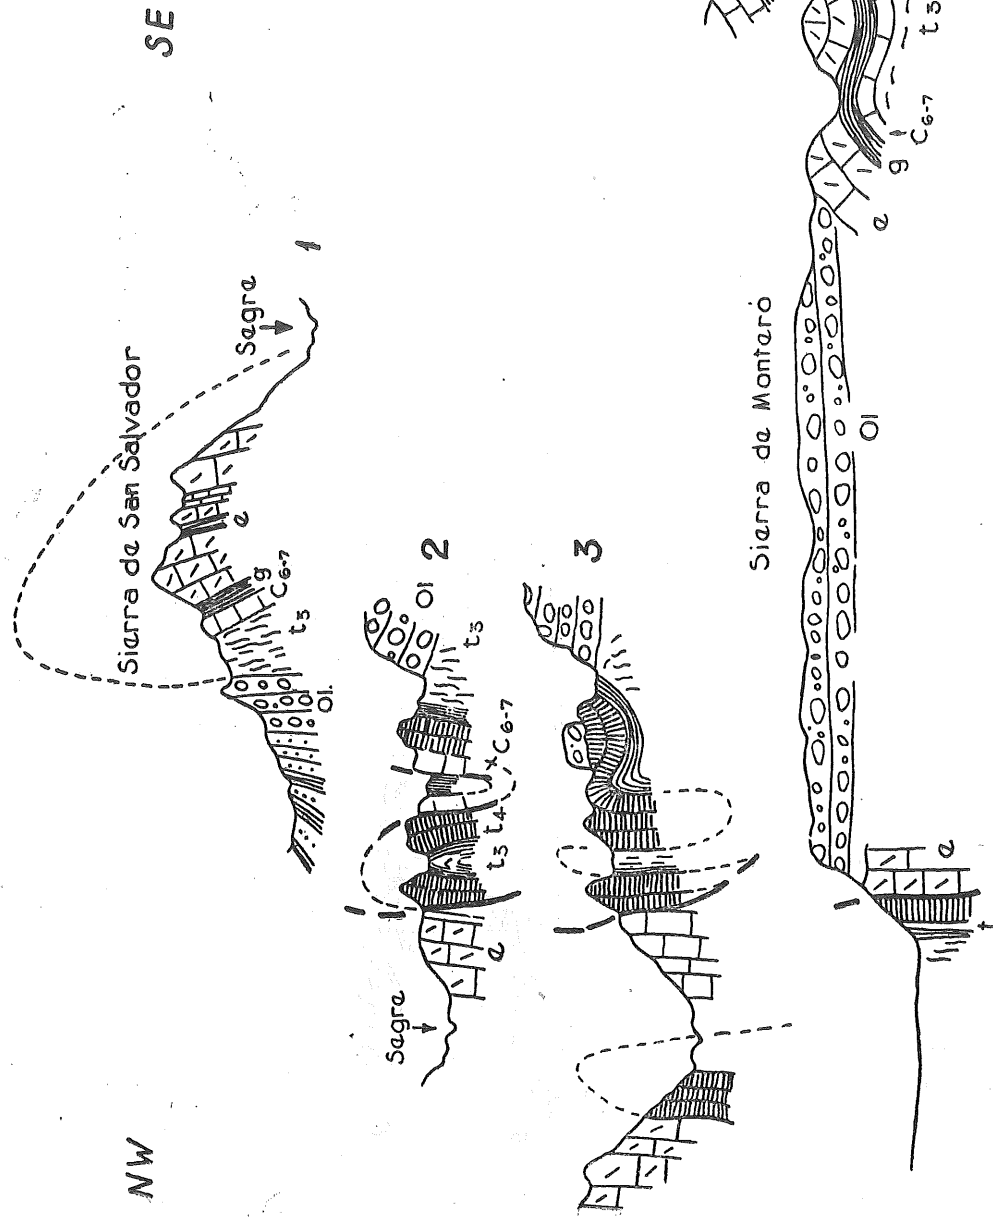 NW
SE
Sierra de San Salvador
Sagra
1
Ol.
t3
C6-7
g
e
2
Sagra
e
t3
t4
C6-7
t3
Ol
3
Sierra de Montaró
t
e
Ol
e
g
C6-7
t3